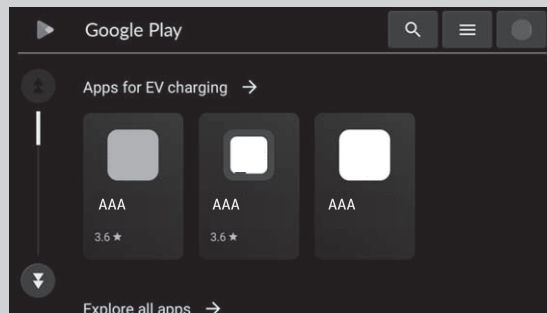 Google Play
Apps for EV charging
AAA AAA AAA
3.6 ★ 3.6 ★
Explore all apps